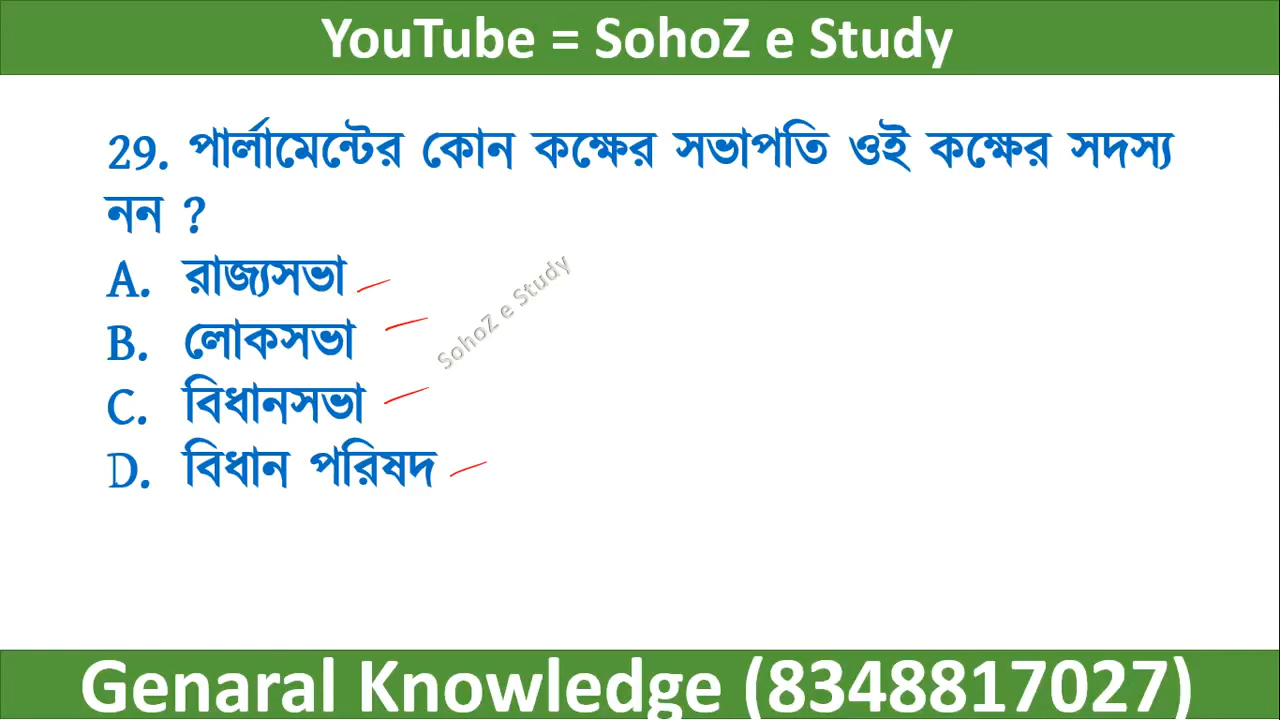 YouTube = SohoZ e Study
29. পার্লামেন্টের কোন কক্ষের সভাপতি ওই কক্ষের সদস্য
নন ?
A. রাজ্যসভা
B. লোকসভা
C. বিধানসভা
D. বিধান পরিষদ
SohoZ e Study
Genaral Knowledge (8348817027)